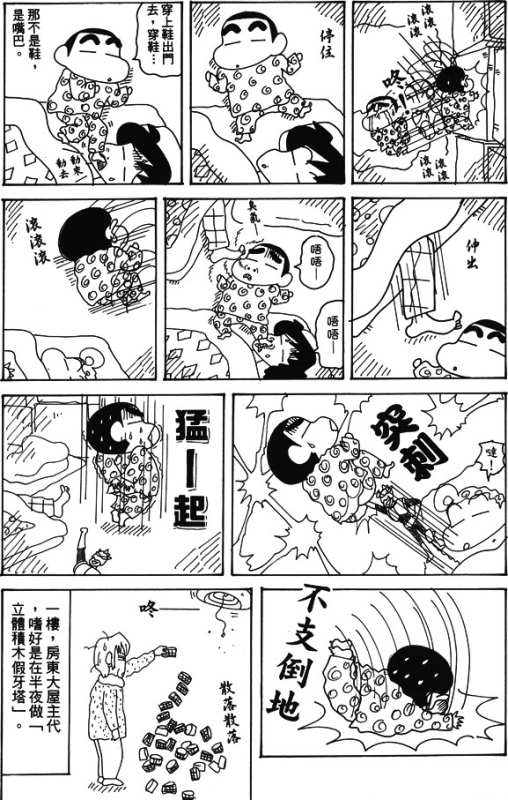 滾滾
滾滾
咚
滾滾
滾滾
停住
穿上鞋出門
去，穿鞋…
那不是鞋，
是嘴巴。
動來
動去
伸出
臭氣—
唔唔—
唔唔—
滾滾滾
哇！
突刺
猛一起
不支倒地
咚
散落散落
一樓，房東大屋主代
，嗜好是在半夜做「
立體積木假牙塔」。